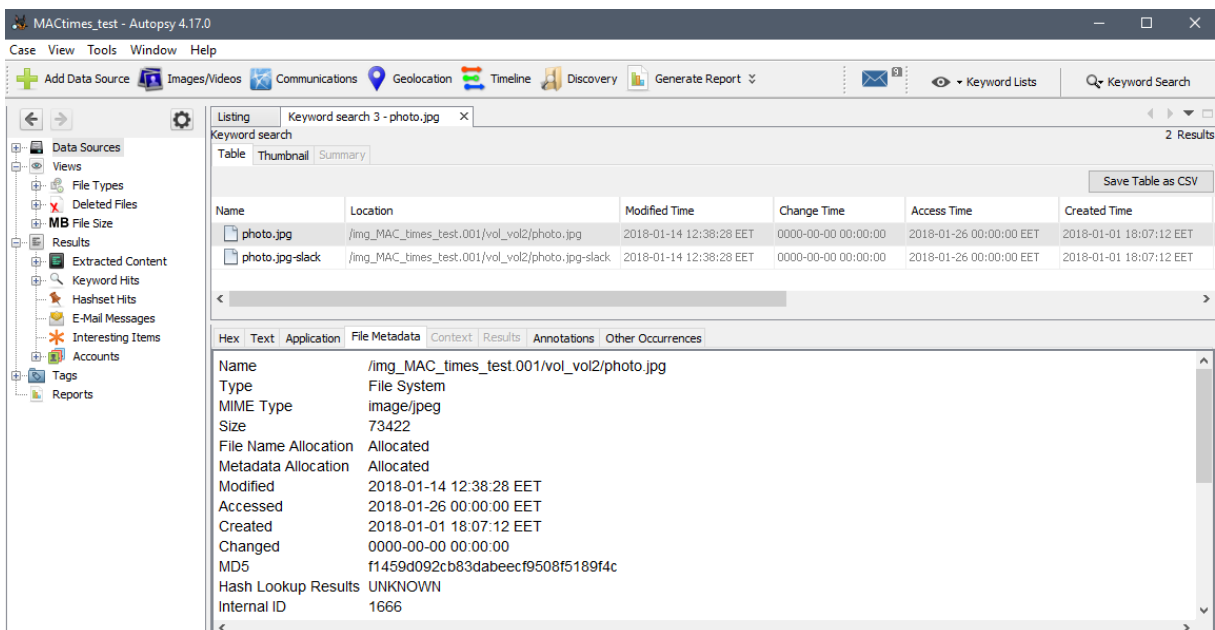 MACtimes_test - Autopsy 4.17.0
Case View Tools Window Help
Add Data Source Images/Videos Communications Geolocation Timeline Discovery Generate Report 9 Keyword Lists Keyword Search
Listing Keyword search 3 - photo.jpg
Keyword search 2 Results
Table Thumbnail Summary
Save Table as CSV
Data Sources
Views
File Types
Deleted Files
MB File Size
Results
Extracted Content
Keyword Hits
Hashset Hits
E-Mail Messages
Interesting Items
Accounts
Tags
Reports
Name Location Modified Time Change Time Access Time Created Time
photo.jpg /img_MAC_times_test.001/vol_vol2/photo.jpg 2018-01-14 12:38:28 EET 0000-00-00 00:00:00 2018-01-26 00:00:00 EET 2018-01-01 18:07:12 EET
photo.jpg-slack /img_MAC_times_test.001/vol_vol2/photo.jpg-slack 2018-01-14 12:38:28 EET 0000-00-00 00:00:00 2018-01-26 00:00:00 EET 2018-01-01 18:07:12 EET
Hex Text Application File Metadata Context Results Annotations Other Occurrences
Name /img_MAC_times_test.001/vol_vol2/photo.jpg
Type File System
MIME Type image/jpeg
Size 73422
File Name Allocation Allocated
Metadata Allocation Allocated
Modified 2018-01-14 12:38:28 EET
Accessed 2018-01-26 00:00:00 EET
Created 2018-01-01 18:07:12 EET
Changed 0000-00-00 00:00:00
MD5 f1459d092cb83dabeecf9508f5189f4c
Hash Lookup Results UNKNOWN
Internal ID 1666